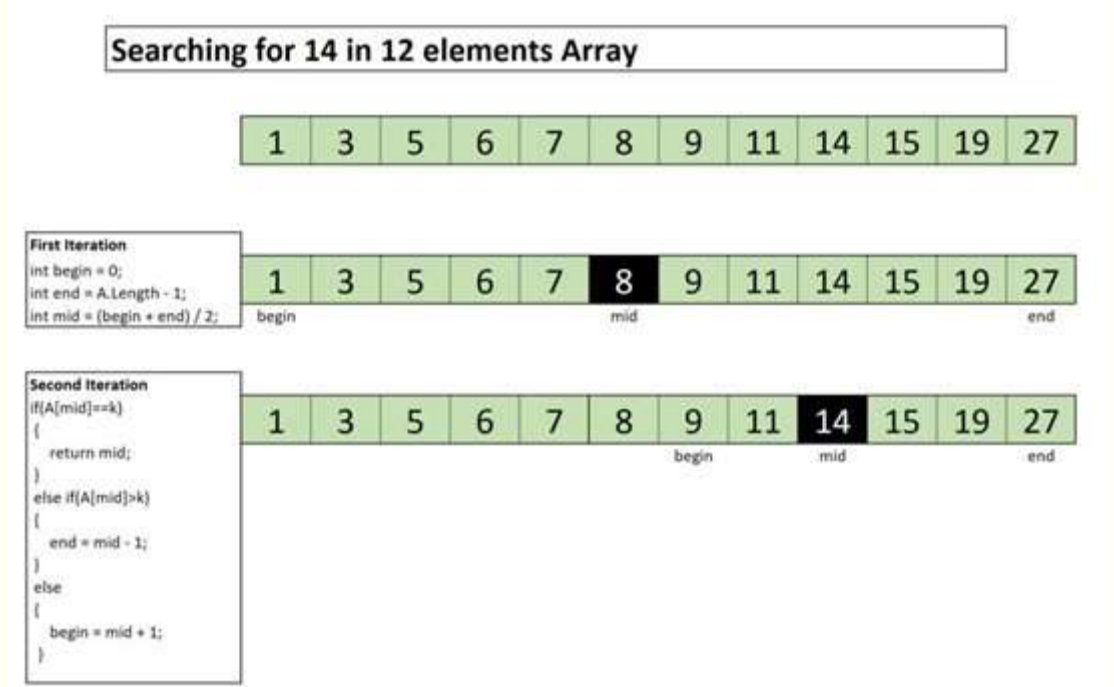 Searching for 14 in 12 elements Array
1 3 5 6 7 8 9 11 14 15 19 27
First Iteration
int begin = 0;
int end = A.Length - 1;
int mid = (begin + end) / 2;
1 3 5 6 7 8 9 11 14 15 19 27
begin mid end
Second Iteration
if(A[mid]==k)
{
return mid;
}
else if(A[mid]>k)
{
end = mid - 1;
}
else
{
begin = mid + 1;
}
1 3 5 6 7 8 9 11 14 15 19 27
begin mid end